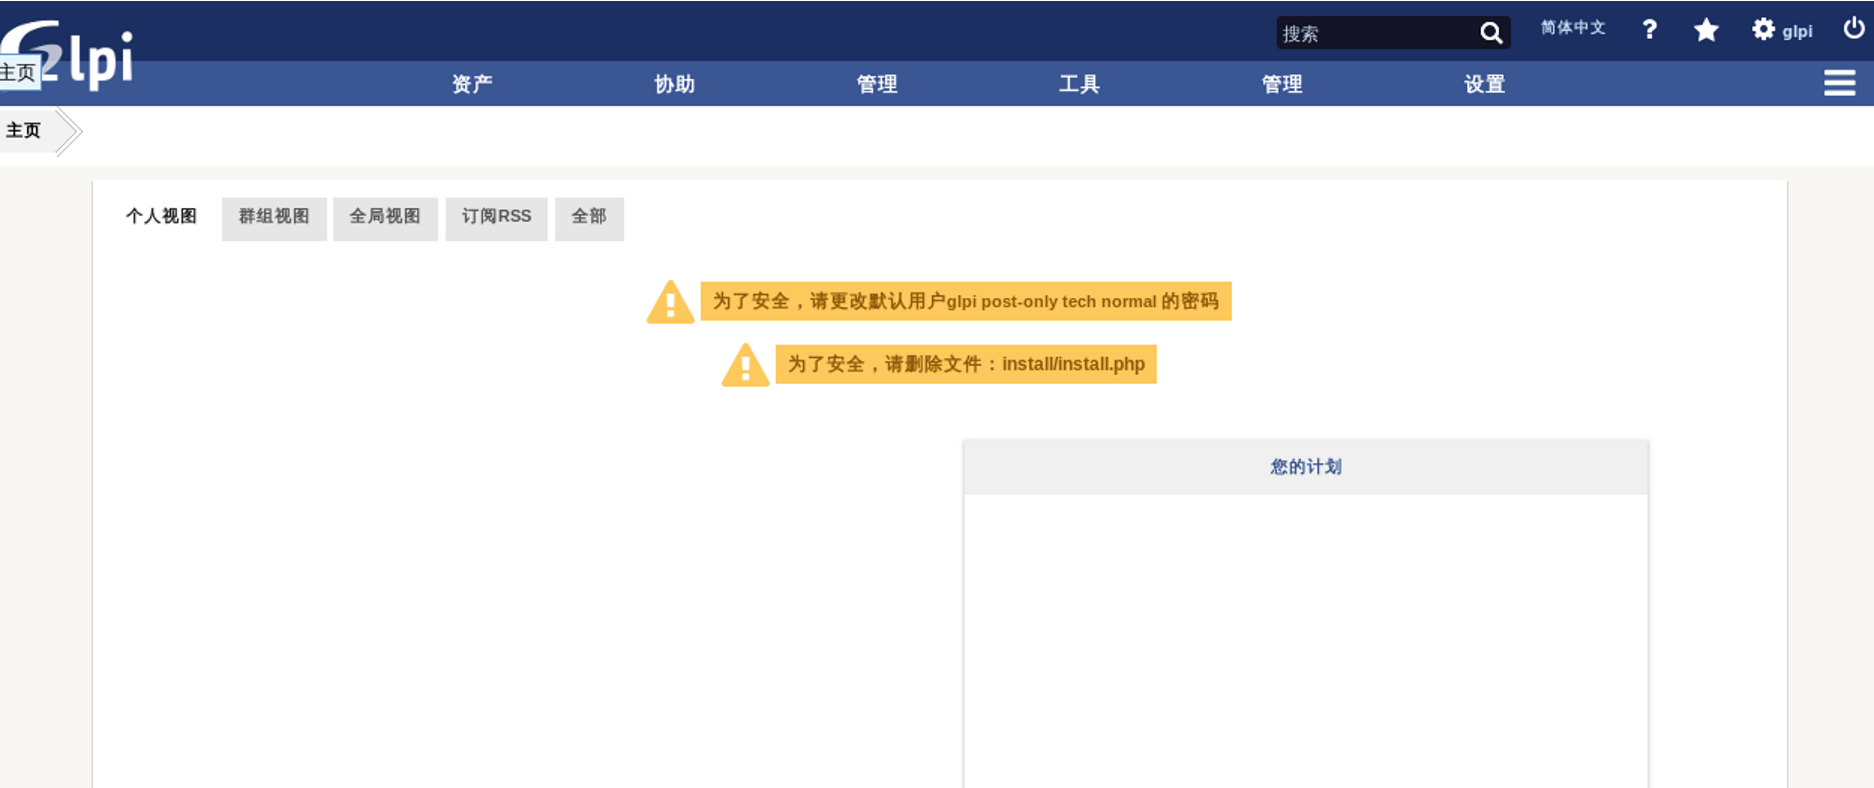 搜索 简体中文 ? glpi
Glpi
主页
资产 协助 管理 工具 管理 设置
主页
个人视图 群组视图 全局视图 订阅RSS 全部
为了安全，请更改默认用户glpi post-only tech normal 的密码
为了安全，请删除文件：install/install.php
您的计划